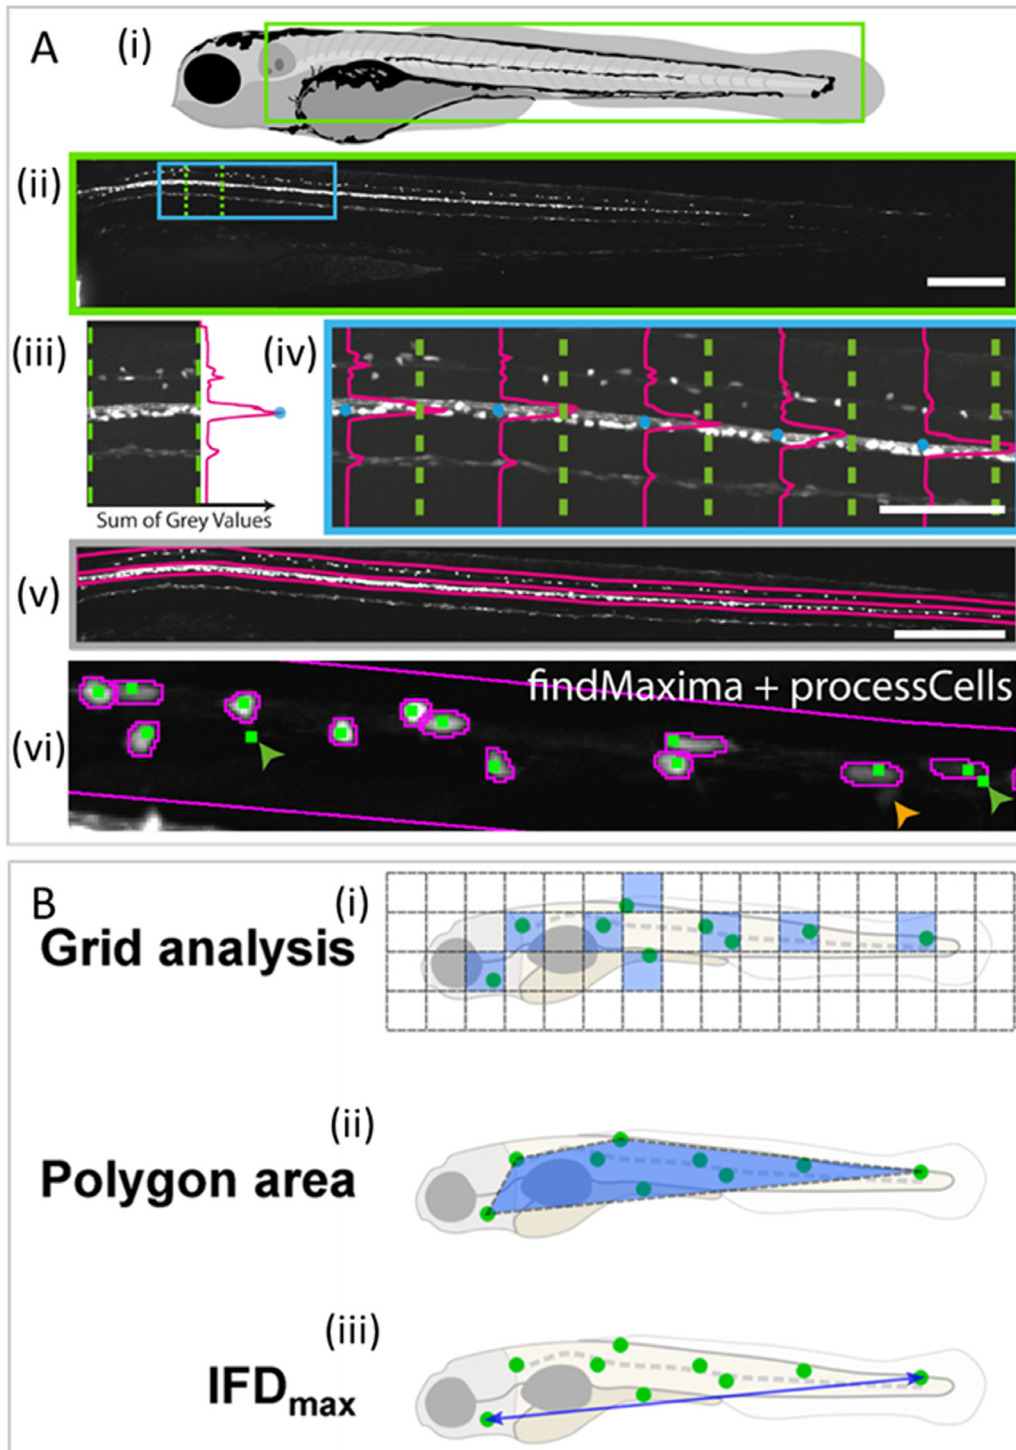 A
(i)
(ii)
(iii)
(iv)
Sum of Grey Values
(v)
findMaxima + processCells
(vi)
B
(i)
Grid analysis
(ii)
Polygon area
(iii)
IFDmax